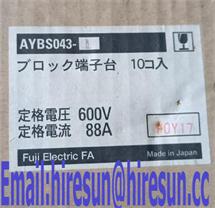 AYBS043-
ブロック端子台 10コ入
定格電圧 600V
定格電流 88A
Fuji Electric FA
Made in Japan
Email:hiresun@hiresun.cc